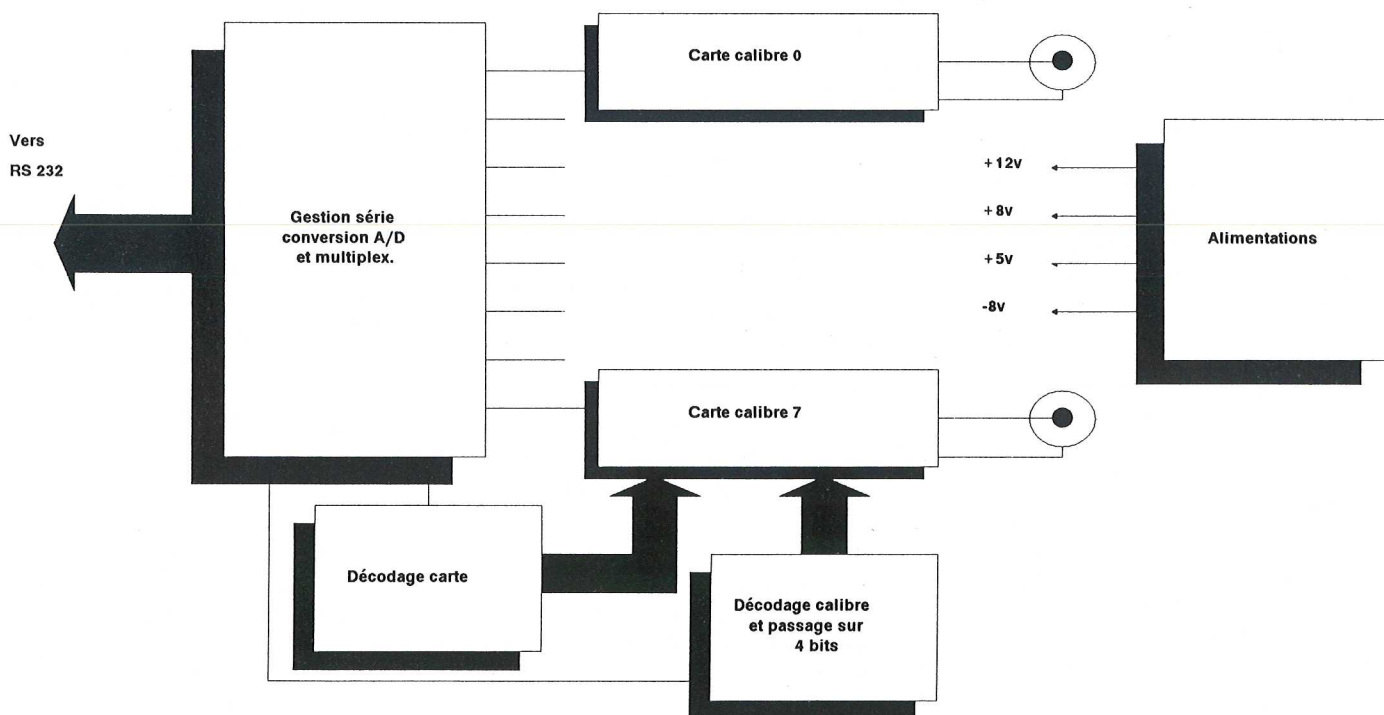 Carte calibre 0
Vers
RS 232
Gestion série
conversion A/D
et multiplex.
+12v
+8v
+5v
-8v
Alimentations
Carte calibre 7
Décodage carte
Décodage calibre
et passage sur
4 bits